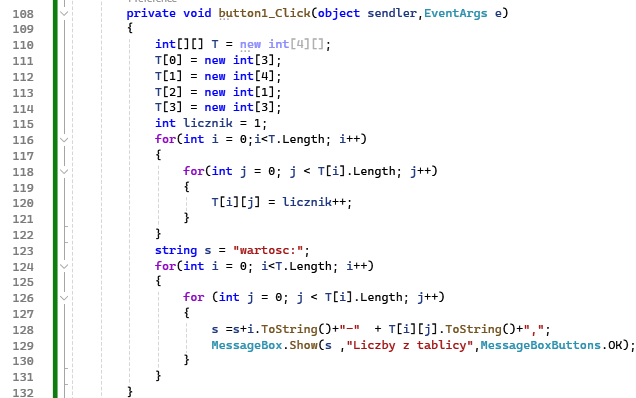 1 reference
108 private void button1_Click(object sendler,EventArgs e)
109 {
110 int[][] T = new int[4][];
111 T[0] = new int[3];
112 T[1] = new int[4];
113 T[2] = new int[1];
114 T[3] = new int[3];
115 int licznik = 1;
116 for(int i = 0;i<T.Length; i++)
117 {
118 for(int j = 0; j < T[i].Length; j++)
119 {
120 T[i][j] = licznik++;
121 }
122 }
123 string s = "wartosc:";
124 for(int i = 0; i<T.Length; i++)
125 {
126 for (int j = 0; j < T[i].Length; j++)
127 {
128 s =s+i.ToString()+"-"  + T[i][j].ToString()+",";
129 MessageBox.Show(s ,"Liczby z tablicy",MessageBoxButtons.OK);
130 }
131 }
132 }